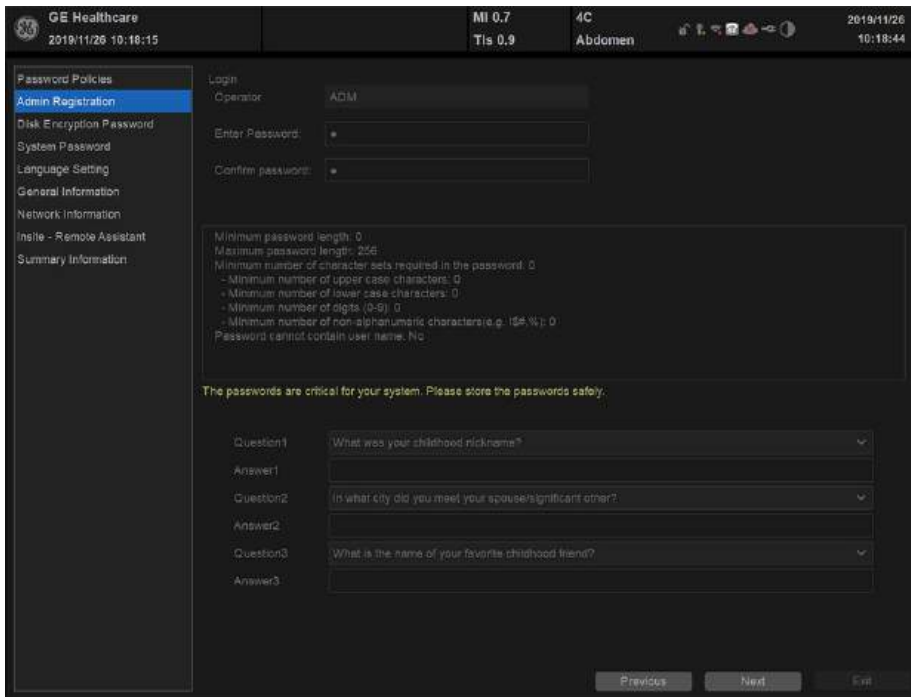 GE Healthcare
2019/11/26 10:18:15
MI 0.7
TIs 0.9
4C
Abdomen
2019/11/26
10:18:44
Password Policies
Admin Registration
Disk Encryption Password
System Password
Language Setting
General Information
Network Information
Insite - Remote Assistant
Summary Information
Login
Operator ADM
Enter Password:
Confirm password:
Minimum password length: 0
Maximum password length: 256
Minimum number of character sets required in the password: 0
- Minimum number of upper case characters: 0
- Minimum number of lower case characters: 0
- Minimum number of digits (0-9): 0
- Minimum number of non-alphanumeric characters(e.g. !$#,%): 0
Password cannot contain user name: No
The passwords are critical for your system. Please store the passwords safely.
Question1 What was your childhood nickname?
Answer1
Question2 In what city did you meet your spouse/significant other?
Answer2
Question3 What is the name of your favorite childhood friend?
Answer3
Previous Next Exit